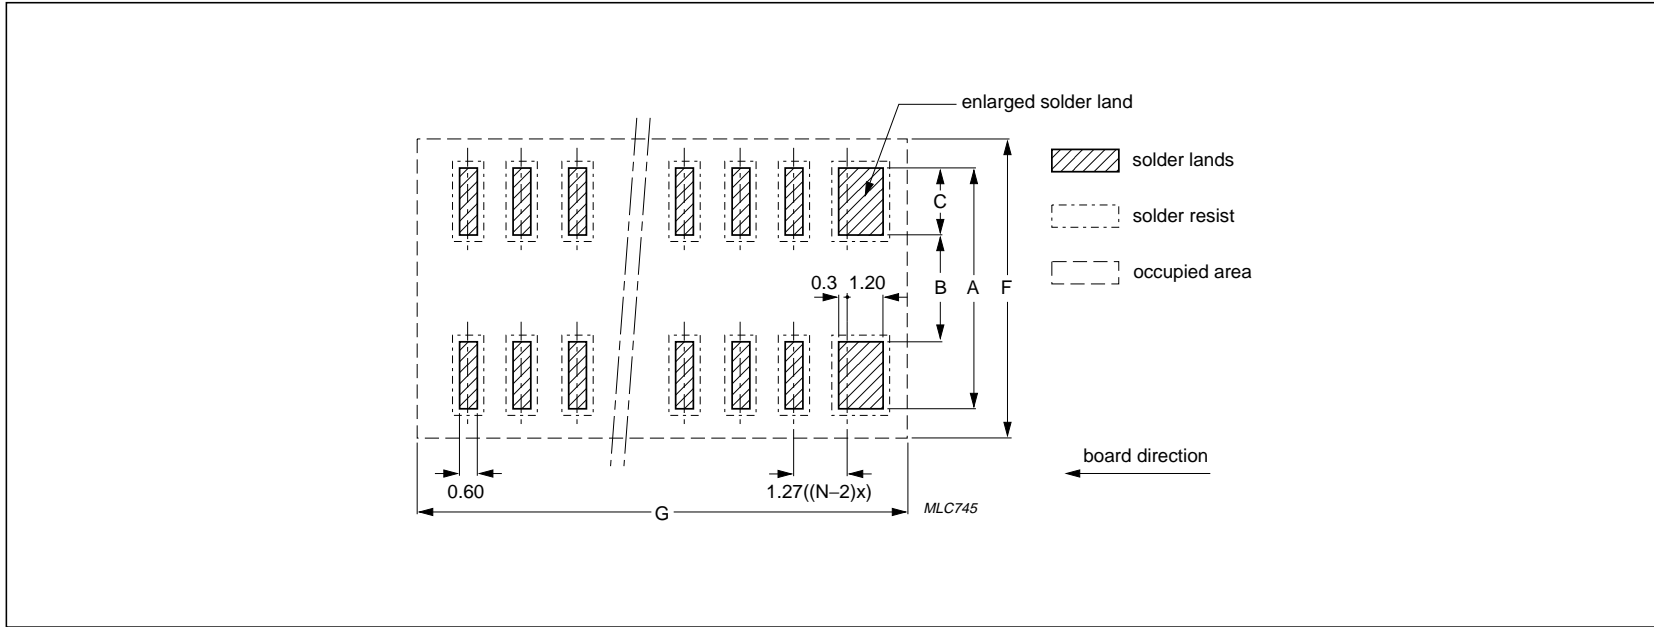 enlarged solder land
solder lands
C
solder resist
occupied area
0.3 1.20
B A F
board direction
0.60
1.27((N–2)x)
G
MLC745